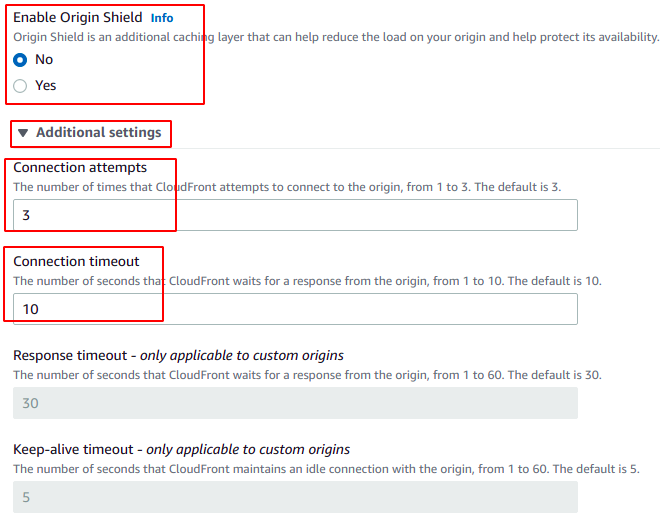 Enable Origin Shield Info
Origin Shield is an additional caching layer that can help reduce the load on your origin and help protect its availability.
No
Yes
Additional settings
Connection attempts
The number of times that CloudFront attempts to connect to the origin, from 1 to 3. The default is 3.
3
Connection timeout
The number of seconds that CloudFront waits for a response from the origin, from 1 to 10. The default is 10.
10
Response timeout - only applicable to custom origins
The number of seconds that CloudFront waits for a response from the origin, from 1 to 60. The default is 30.
30
Keep-alive timeout - only applicable to custom origins
The number of seconds that CloudFront maintains an idle connection with the origin, from 1 to 60. The default is 5.
5